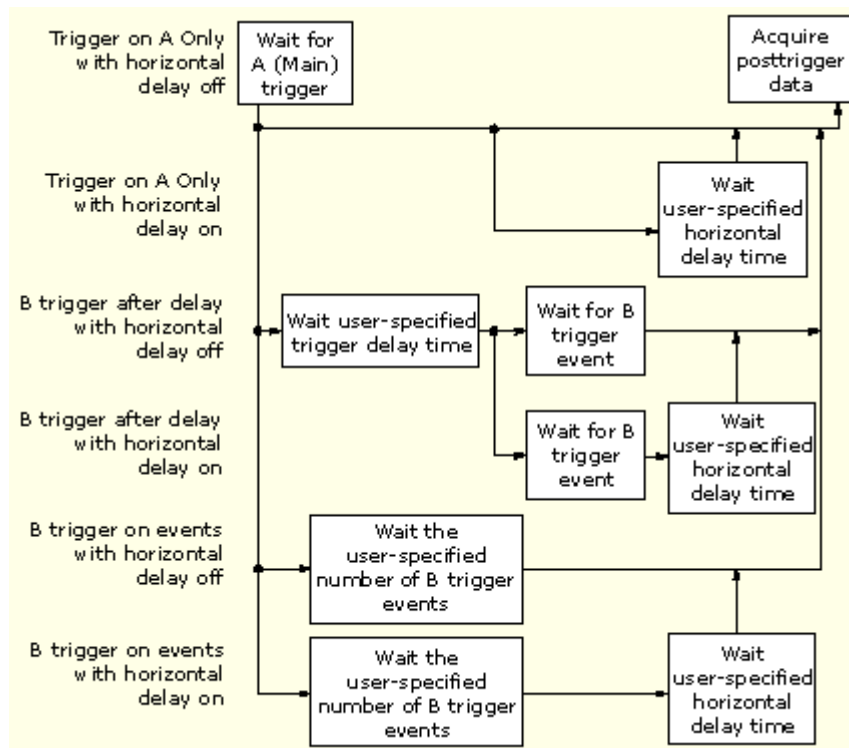 Trigger on A Only
with horizontal
delay off
Wait for
A (Main)
trigger
Acquire
posttrigger
data
Trigger on A Only
with horizontal
delay on
Wait
user-specified
horizontal
delay time
B trigger after delay
with horizontal
delay off
Wait user-specified
trigger delay time
Wait for B
trigger
event
B trigger after delay
with horizontal
delay on
Wait for B
trigger
event
Wait
user-specified
horizontal
delay time
B trigger on events
with horizontal
delay off
Wait the
user-specified
number of B trigger
events
B trigger on events
with horizontal
delay on
Wait the
user-specified
number of B trigger
events
Wait
user-specified
horizontal
delay time